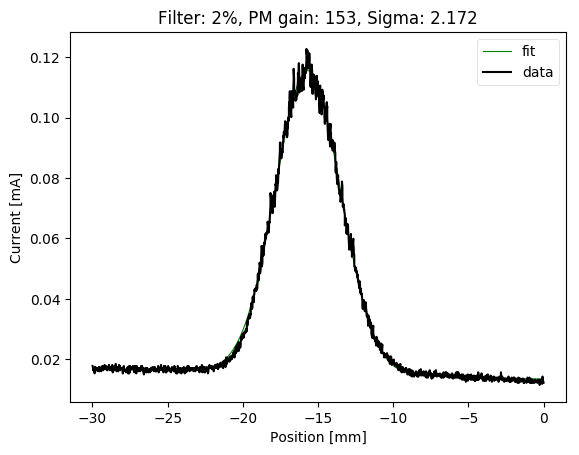 Filter: 2%, PM gain: 153, Sigma: 2.172
fit
data
0.12
0.10
0.08
0.06
0.04
0.02
Current [mA]
−30
−25
−20
−15
−10
−5
0
Position [mm]